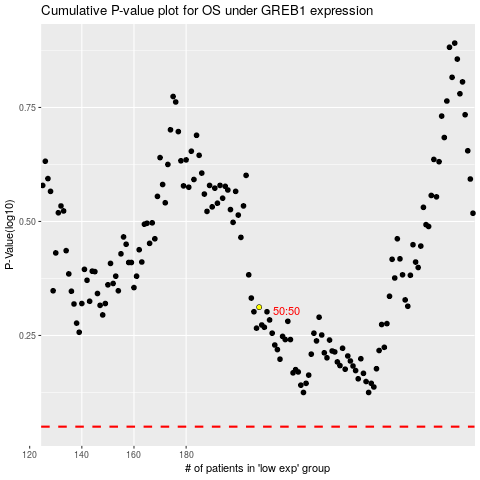 Cumulative P-value plot for OS under GREB1 expression
P-Value(log10)
0.75
0.50
0.25
50:50
120 140 160 180
# of patients in 'low exp' group